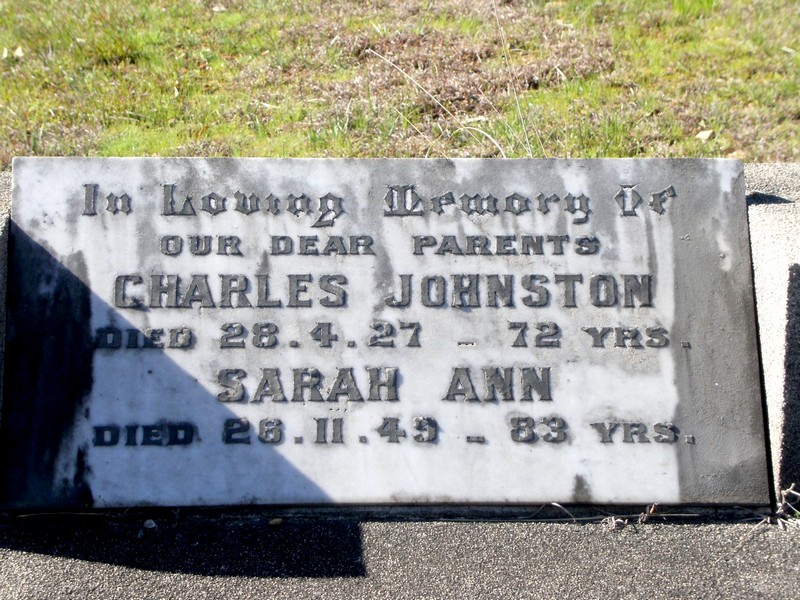 In Loving Memory Of
OUR DEAR PARENTS
CHARLES JOHNSTON
DIED 28.4.27 - 72 YRS.
SARAH ANN
DIED 26.11.49 - 83 YRS.